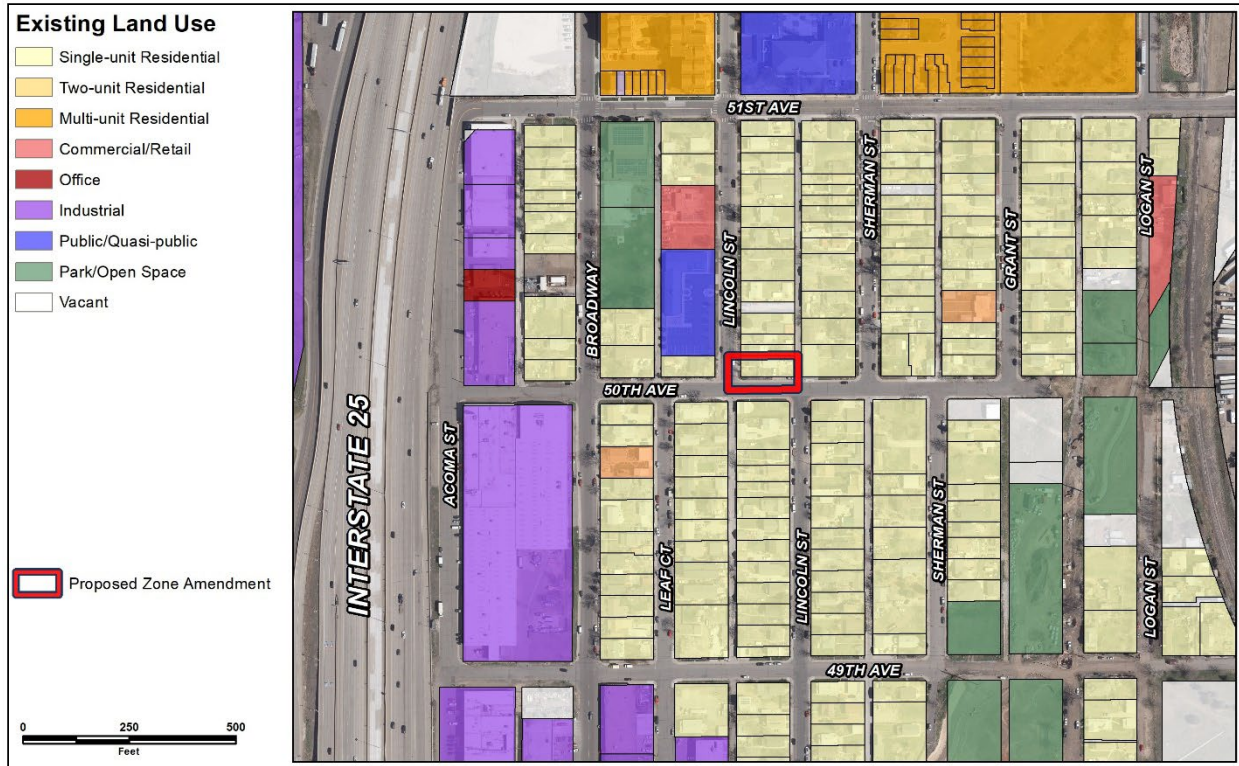 Existing Land Use
Single-unit Residential
Two-unit Residential
Multi-unit Residential
Commercial/Retail
Office
Industrial
Public/Quasi-public
Park/Open Space
Vacant
Proposed Zone Amendment
0 250 500
Feet
51ST AVE
BROADWAY
LINCOLN ST
SHERMAN ST
GRANT ST
LOGAN ST
50TH AVE
INTERSTATE 25
ACOMA ST
LEAF CT
LINCOLN ST
SHERMAN ST
LOGAN ST
49TH AVE